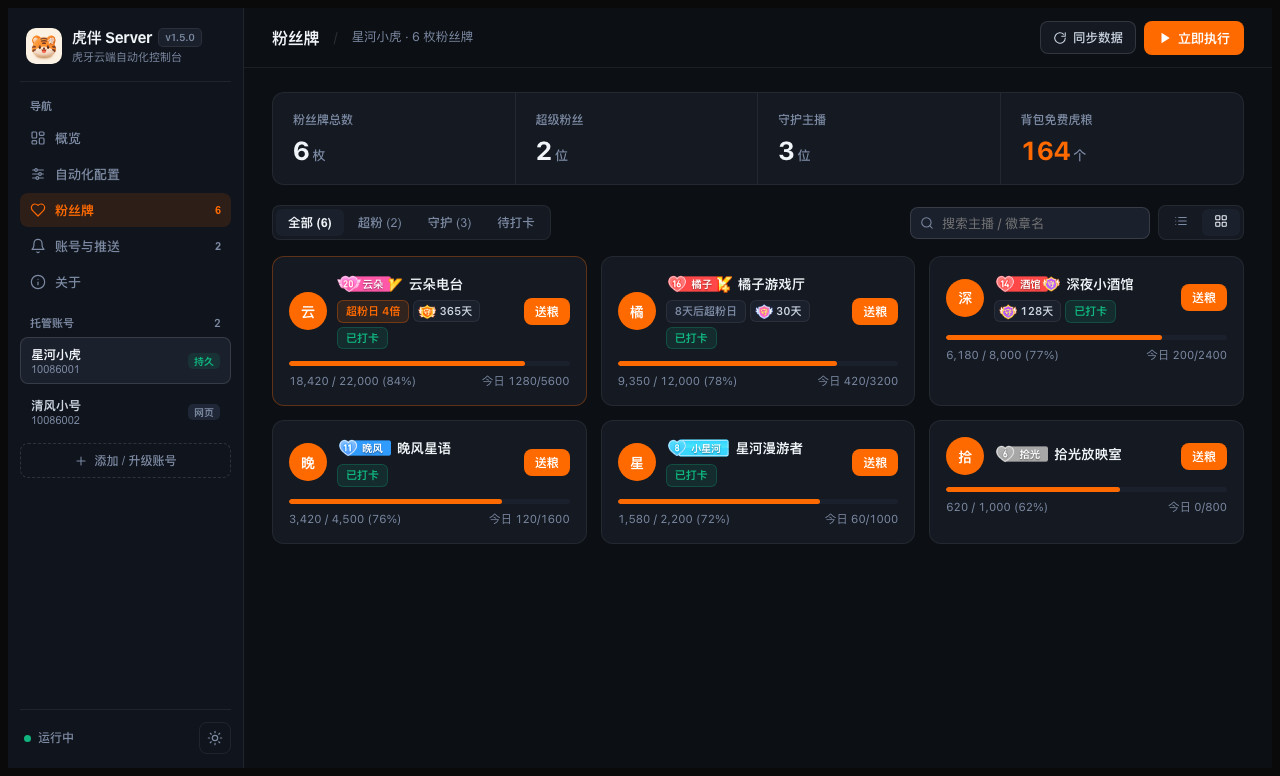 虎伴 Server v1.5.0
虎牙云端自动化控制台
导航
概览
自动化配置
粉丝牌 6
账号与推送 2
关于
托管账号 2
星河小虎 持久
10086001
清风小号 网页
10086002
添加 / 升级账号
运行中
粉丝牌 / 星河小虎 · 6 枚粉丝牌
同步数据
立即执行
粉丝牌总数
6 枚
超级粉丝
2 位
守护主播
3 位
背包免费虎粮
164 个
全部 (6) 超粉 (2) 守护 (3) 待打卡
搜索主播 / 徽章名
云
20 云朵 云朵电台
超粉日 4倍 365天
已打卡
送粮
18,420 / 22,000 (84%) 今日 1280/5600
橘
16 橘子 橘子游戏厅
8天后超粉日 30天
已打卡
送粮
9,350 / 12,000 (78%) 今日 420/3200
深
14 酒馆 深夜小酒馆
128天 已打卡
送粮
6,180 / 8,000 (77%) 今日 200/2400
晚
11 晚风 晚风星语
已打卡
送粮
3,420 / 4,500 (76%) 今日 120/1600
星
8 小星河 星河漫游者
已打卡
送粮
1,580 / 2,200 (72%) 今日 60/1000
拾
6 拾光 拾光放映室
送粮
620 / 1,000 (62%) 今日 0/800